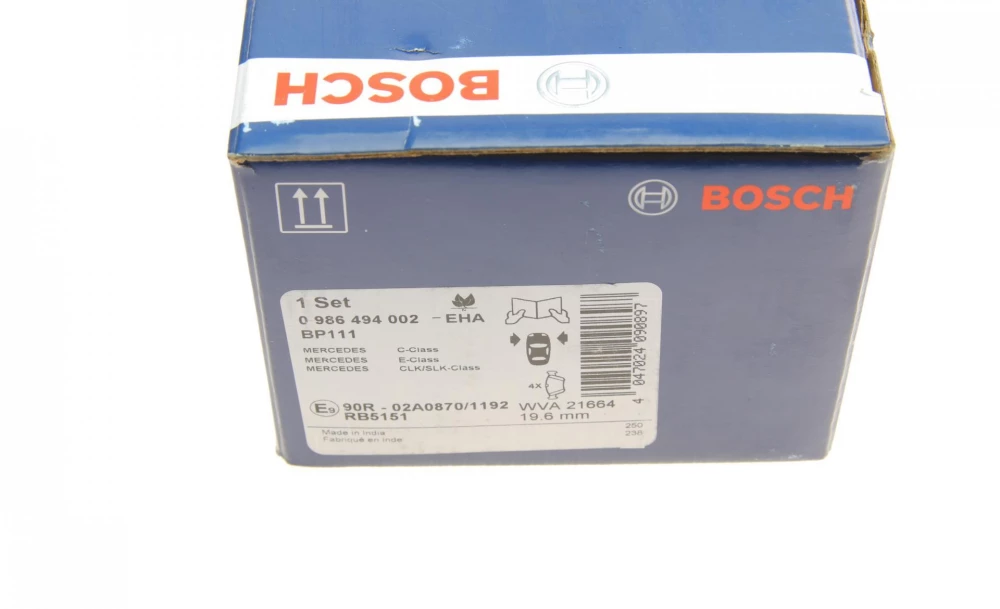 BOSCH
BOSCH
1 Set
0 986 494 002 - EHA
BP111
MERCEDES C-Class
MERCEDES E-Class
MERCEDES CLK/SLK-Class
4X
4 047024 090897
E9 90R - 02A0870/1192 WVA 21664
RB5151 19.6 mm
Made in India 250
Fabriqué en Inde 236